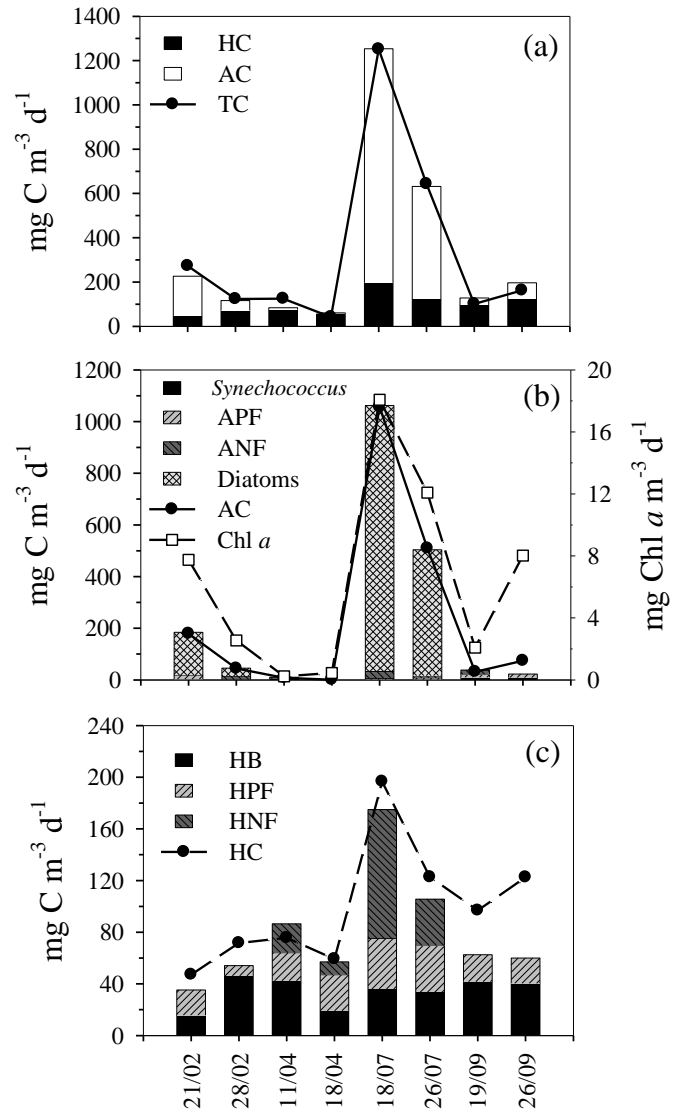 1400
1200
1000
800
600
400
200
0
mg C m⁻³ d⁻¹
HC
AC
TC
(a)
1200
1000
800
600
400
200
0
mg C m⁻³ d⁻¹
Synechococcus
APF
ANF
Diatoms
AC
Chl a
(b)
20
16
12
8
4
0
mg Chl a m⁻³ d⁻¹
240
200
160
120
80
40
0
mg C m⁻³ d⁻¹
HB
HPF
HNF
HC
(c)
21/02
28/02
11/04
18/04
18/07
26/07
19/09
26/09